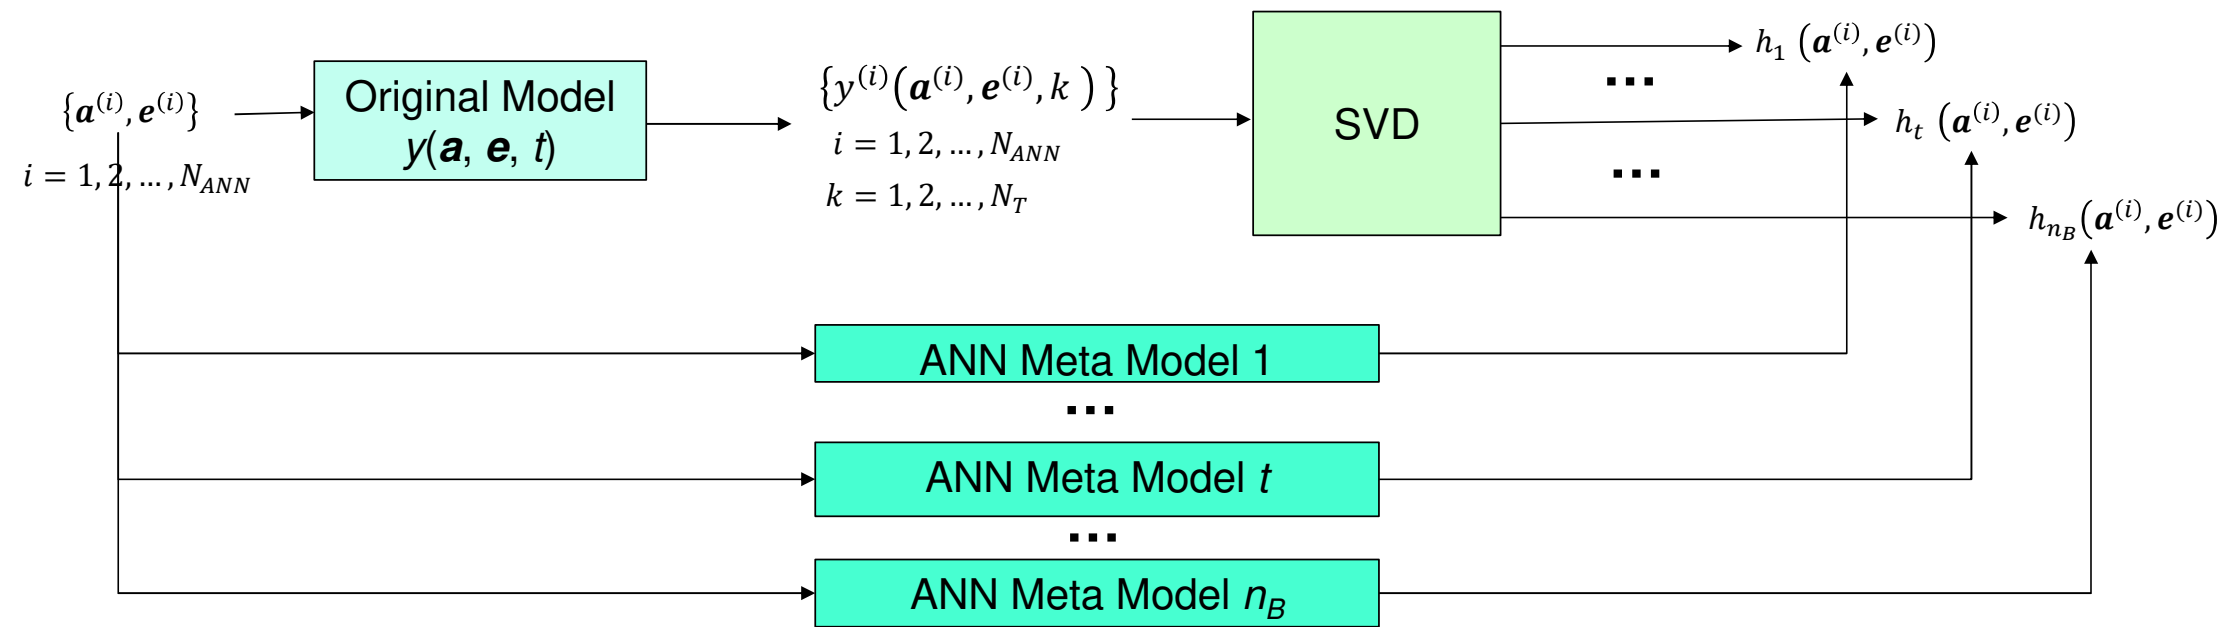 {𝒂⁽ⁱ⁾, 𝒆⁽ⁱ⁾}
i = 1, 2, … , N_ANN
Original Model
y(a, e, t)
{y⁽ⁱ⁾(𝒂⁽ⁱ⁾, 𝒆⁽ⁱ⁾, k )}
i = 1, 2, … , N_ANN
k = 1, 2, … , N_T
SVD
h₁ (𝒂⁽ⁱ⁾, 𝒆⁽ⁱ⁾)
...
h_t (𝒂⁽ⁱ⁾, 𝒆⁽ⁱ⁾)
...
h_{n_B}(𝒂⁽ⁱ⁾, 𝒆⁽ⁱ⁾)
ANN Meta Model 1
...
ANN Meta Model t
...
ANN Meta Model n_B